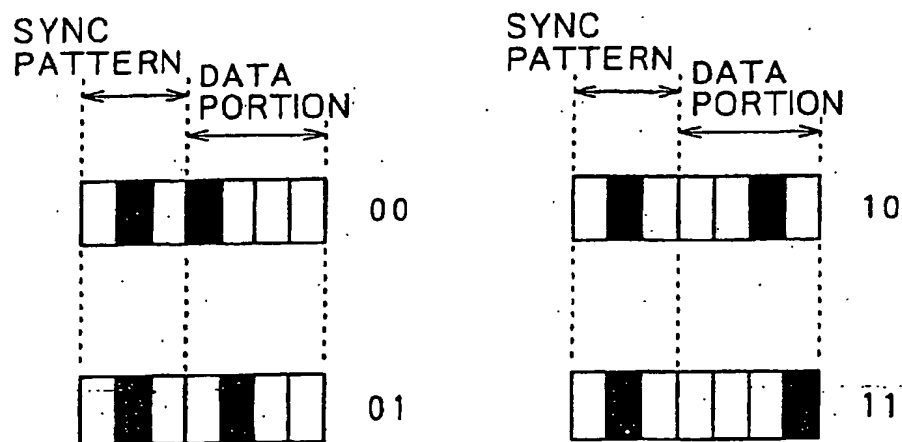 SYNC
PATTERN
DATA
PORTION
00
01
SYNC
PATTERN
DATA
PORTION
10
11